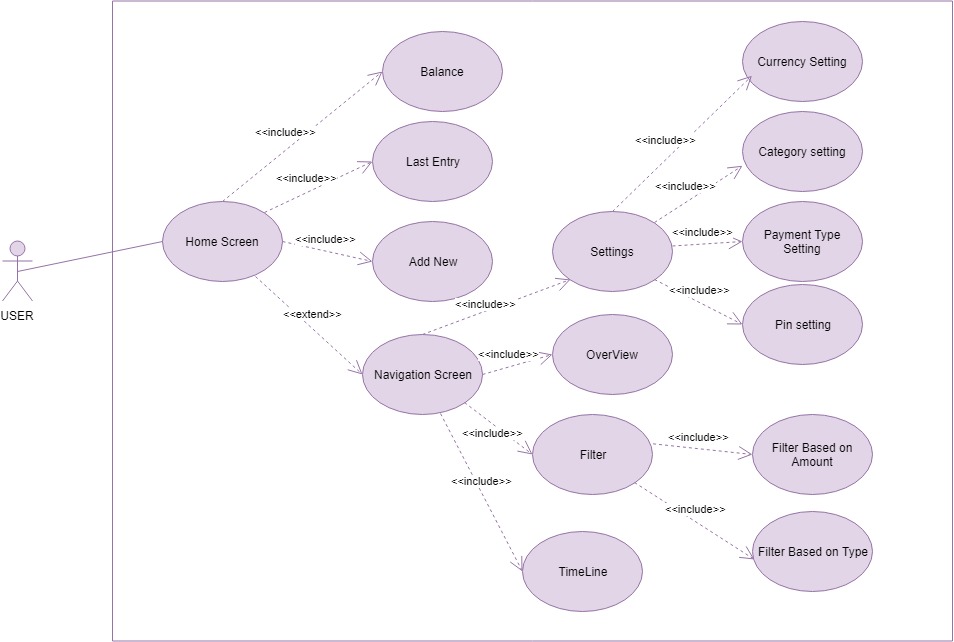 Currency Setting
Balance
<<include>>
<<include>>
Category setting
Last Entry
<<include>>
<<include>>
Home Screen
<<include>>
<<include>>
Payment Type
Setting
Settings
Add New
<<include>>
<<include>>
USER
<<extend>>
Pin setting
<<include>>
OverView
Navigation Screen
<<include>>
<<include>>
Filter
Filter Based on
Amount
<<include>>
<<include>>
Filter Based on Type
TimeLine